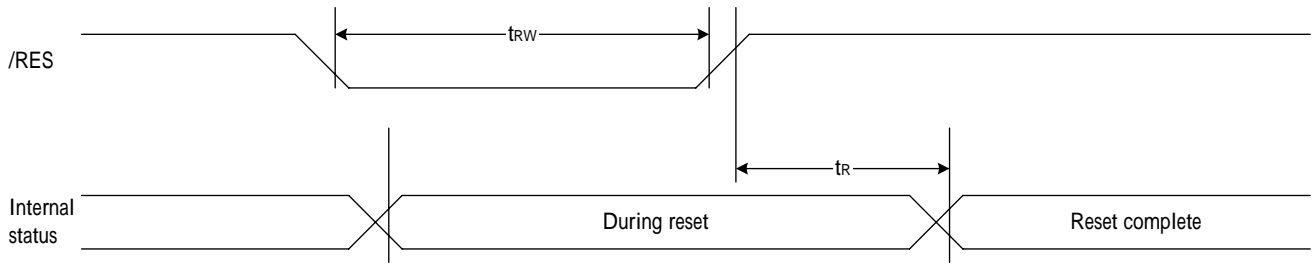 tRW
/RES
tR
Internal
status
During reset
Reset complete